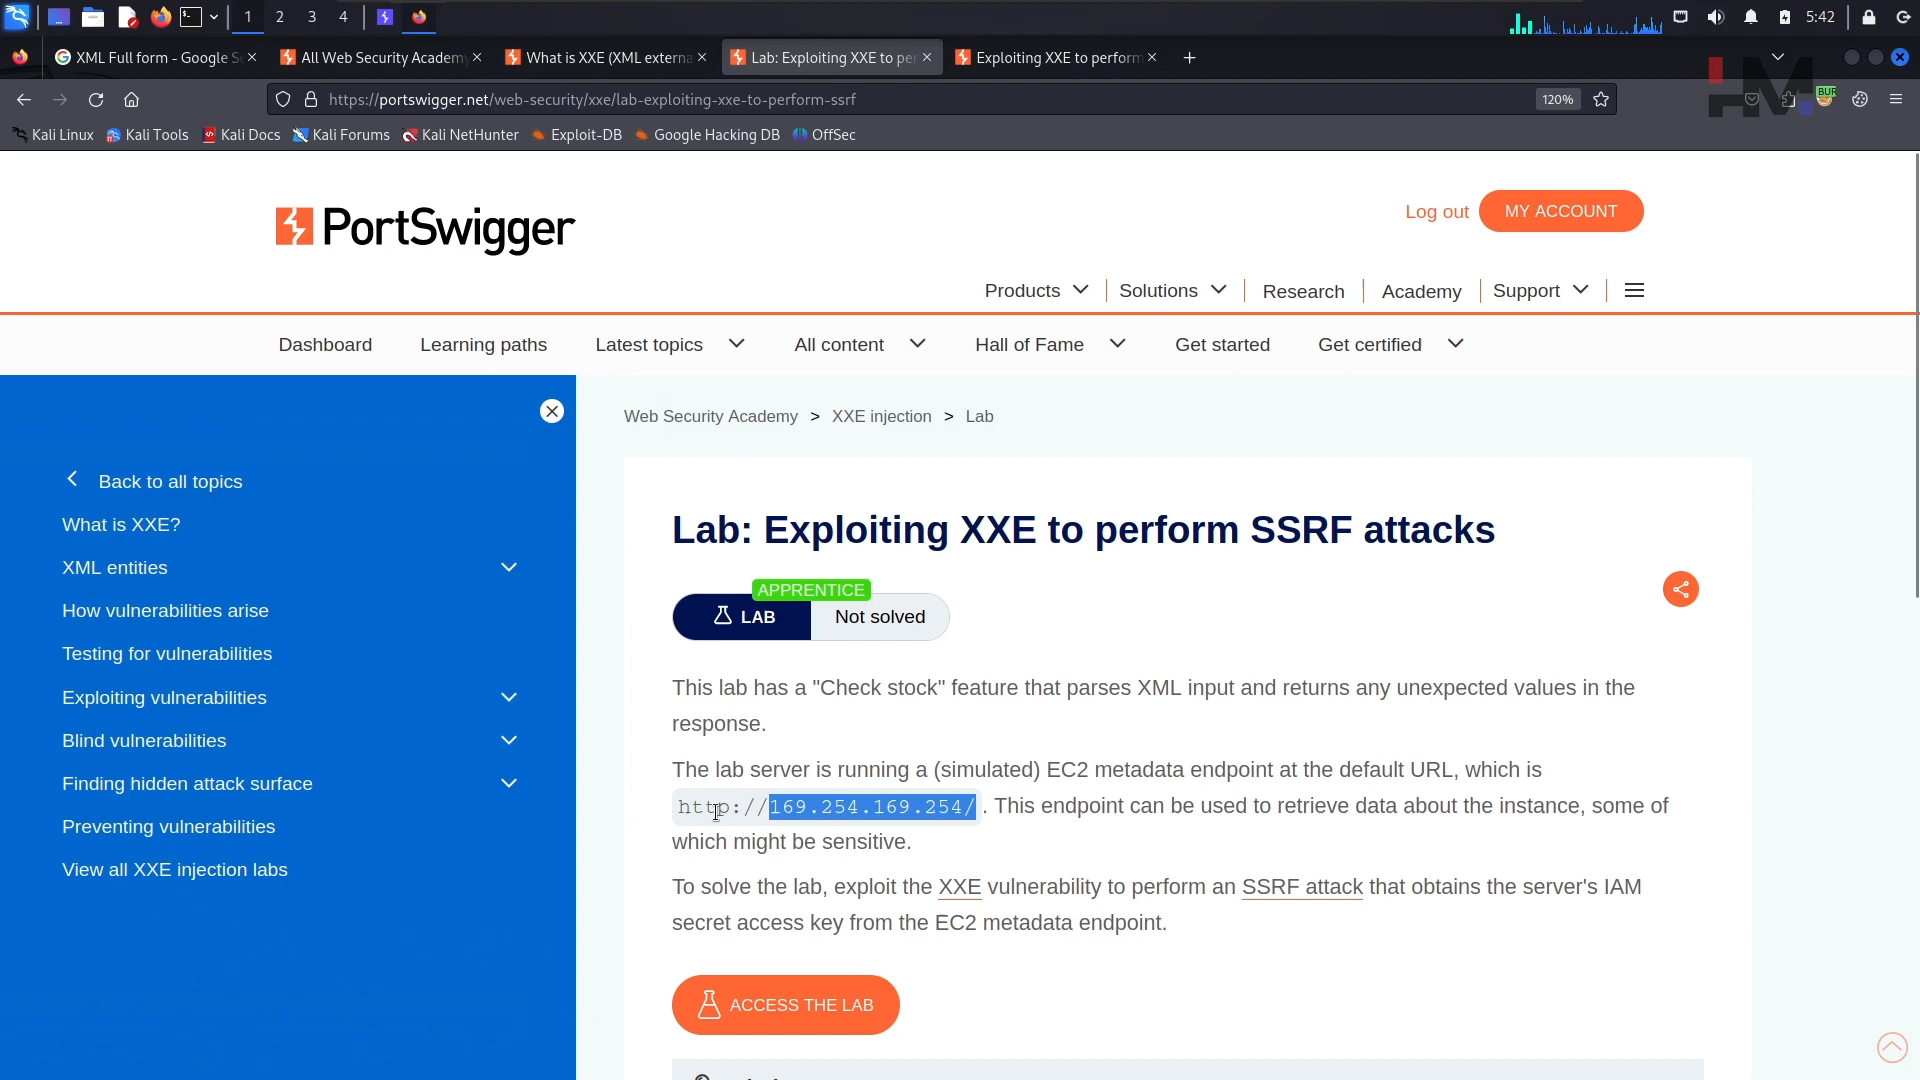 1 2 3 4 5:42
XML Full form - Google S All Web Security Academy What is XXE (XML externa Lab: Exploiting XXE to per Exploiting XXE to perform
https://portswigger.net/web-security/xxe/lab-exploiting-xxe-to-perform-ssrf 120% BUR
Kali Linux Kali Tools Kali Docs Kali Forums Kali NetHunter Exploit-DB Google Hacking DB OffSec
HM
PortSwigger
Log out MY ACCOUNT
Products Solutions Research Academy Support
Dashboard Learning paths Latest topics All content Hall of Fame Get started Get certified
Back to all topics
What is XXE?
XML entities
How vulnerabilities arise
Testing for vulnerabilities
Exploiting vulnerabilities
Blind vulnerabilities
Finding hidden attack surface
Preventing vulnerabilities
View all XXE injection labs
Web Security Academy > XXE injection > Lab
Lab: Exploiting XXE to perform SSRF attacks
APPRENTICE
LAB Not solved
This lab has a "Check stock" feature that parses XML input and returns any unexpected values in the
response.
The lab server is running a (simulated) EC2 metadata endpoint at the default URL, which is
http://169.254.169.254/. This endpoint can be used to retrieve data about the instance, some of
which might be sensitive.
To solve the lab, exploit the XXE vulnerability to perform an SSRF attack that obtains the server's IAM
secret access key from the EC2 metadata endpoint.
ACCESS THE LAB